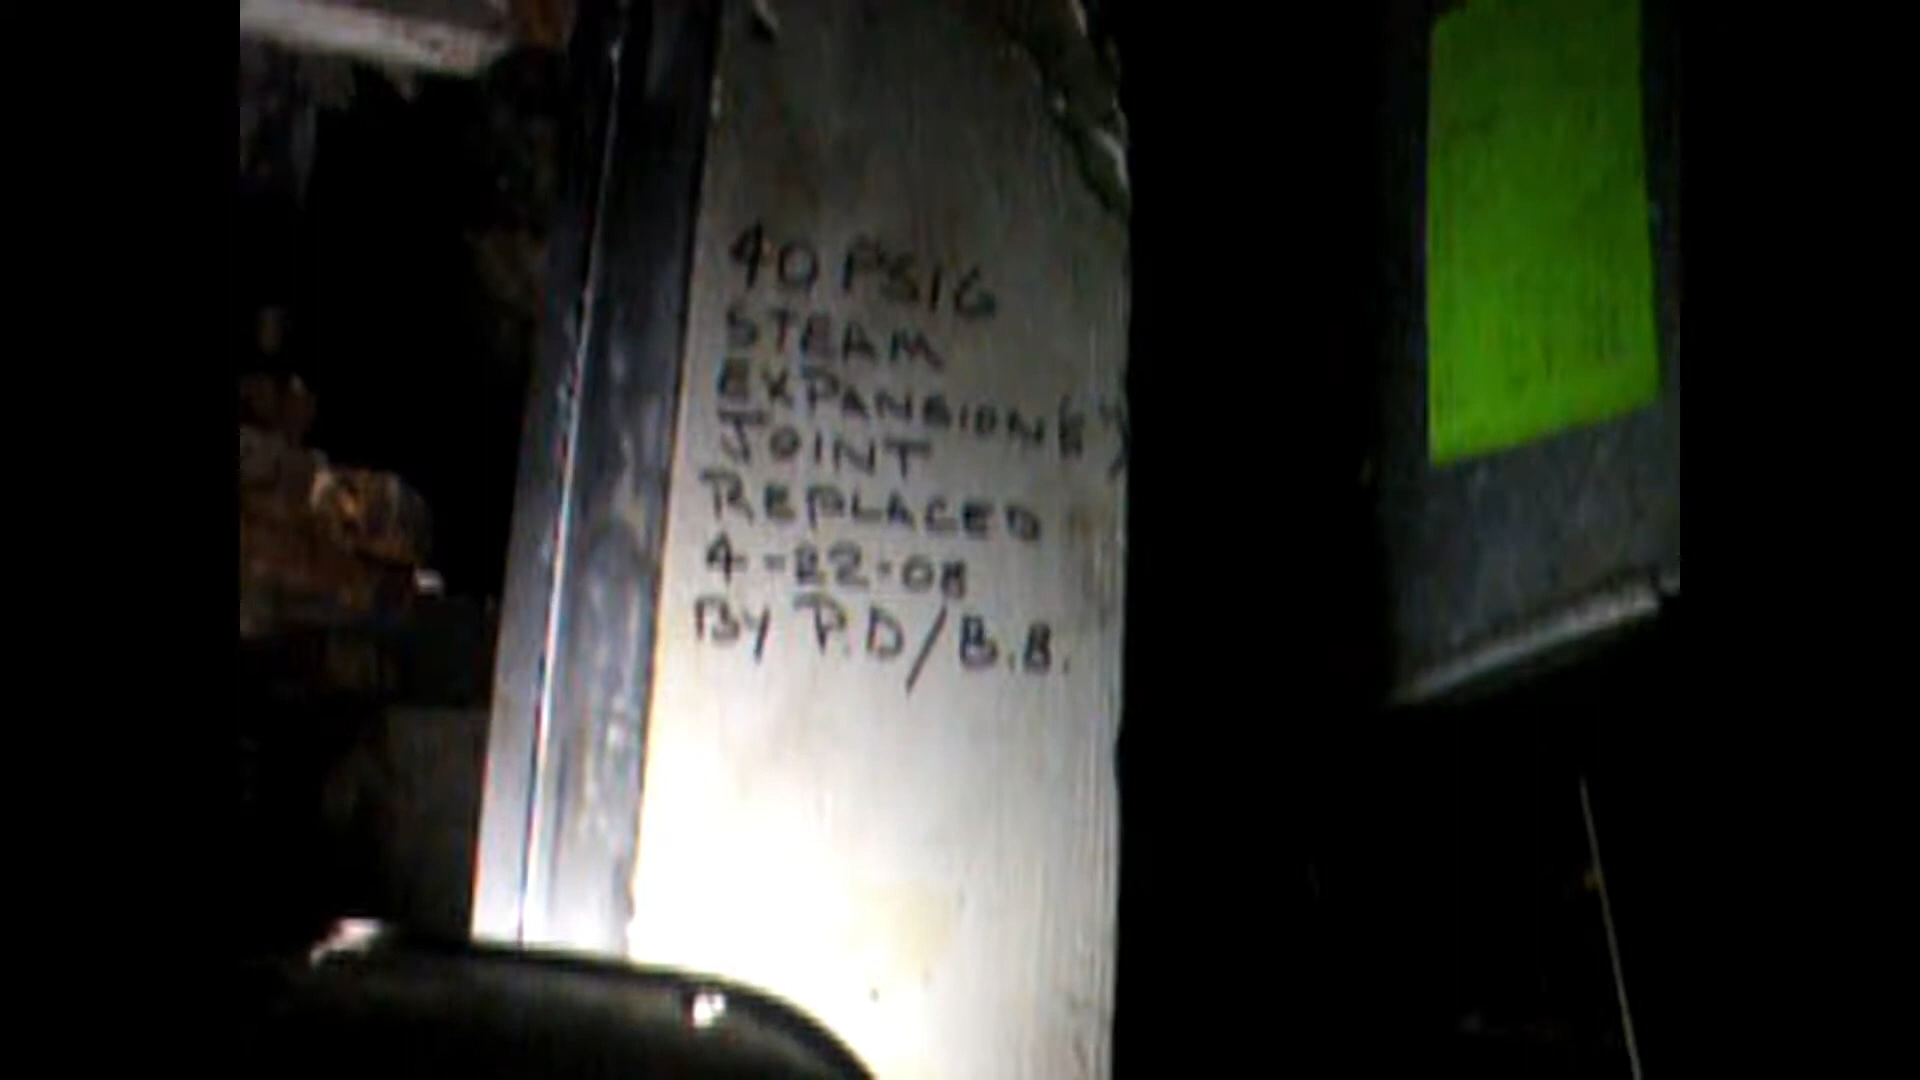 40 PSIG
STEAM
EXPANSION
JOINT
REPLACED
4-22-08
By P.D/B.B.